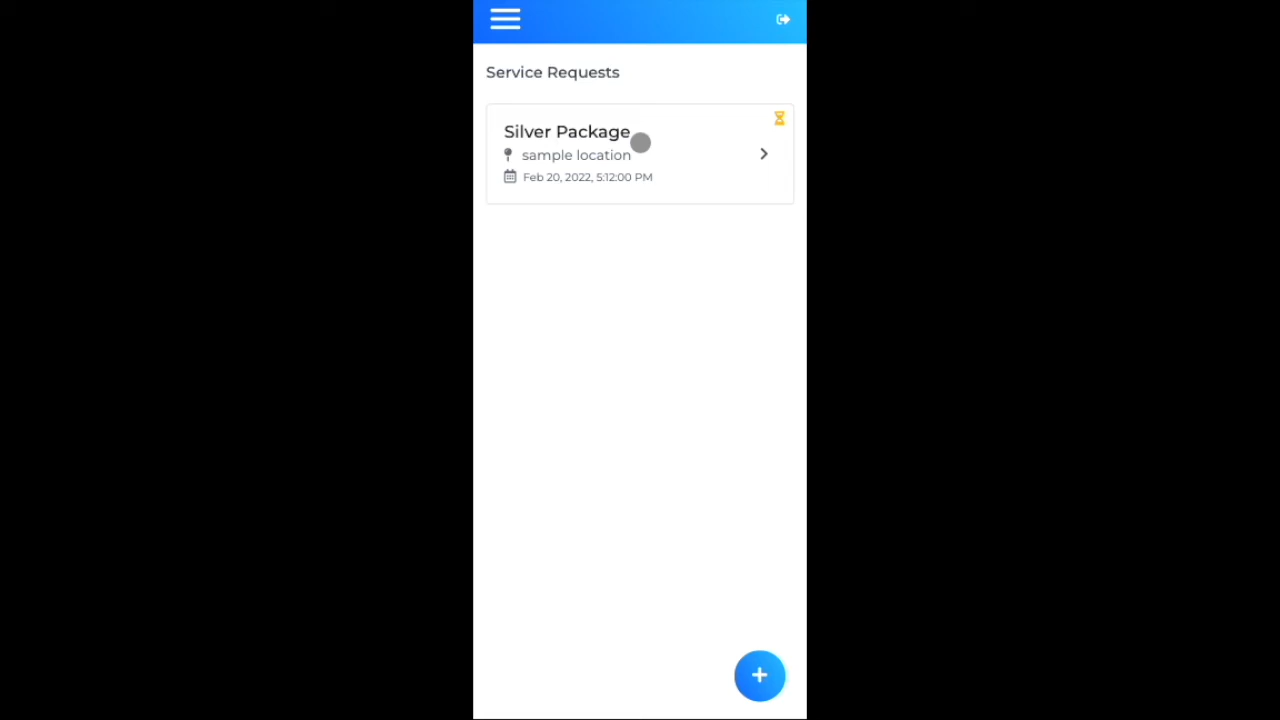 Service Requests
Silver Package
sample location
Feb 20, 2022, 5:12:00 PM